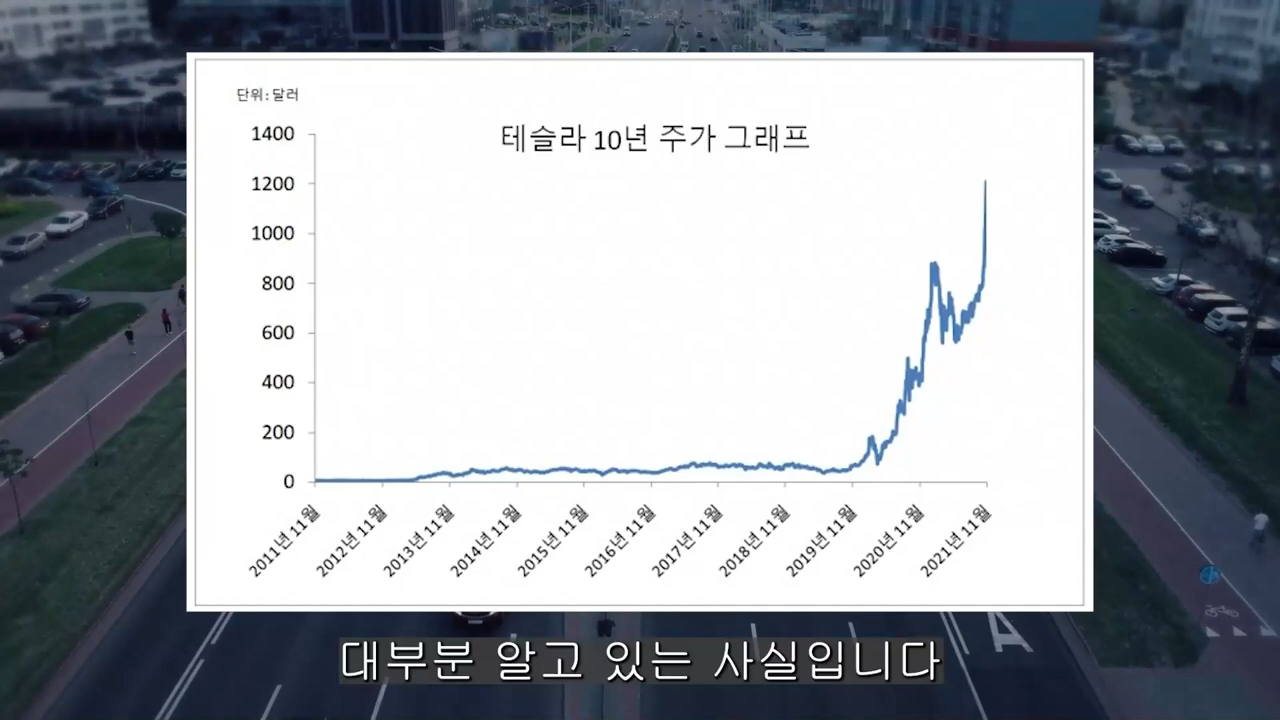 단위:달러
테슬라 10년 주가 그래프
1400
1200
1000
800
600
400
200
0
2011년 11월
2012년 11월
2013년 11월
2014년 11월
2015년 11월
2016년 11월
2017년 11월
2018년 11월
2019년 11월
2020년 11월
2021년 11월
A
대부분 알고 있는 사실입니다